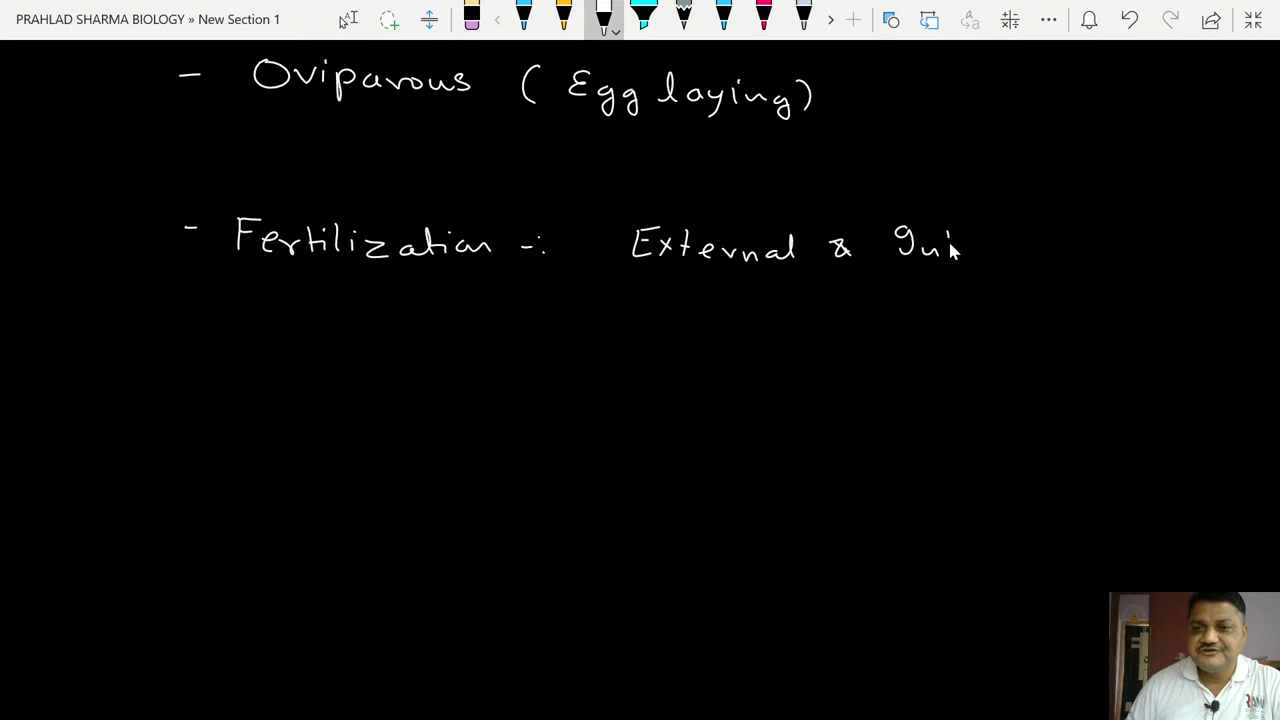 PRAHLAD SHARMA BIOLOGY » New Section 1
- Oviparous ( Egg laying)
- Fertilization -: External &